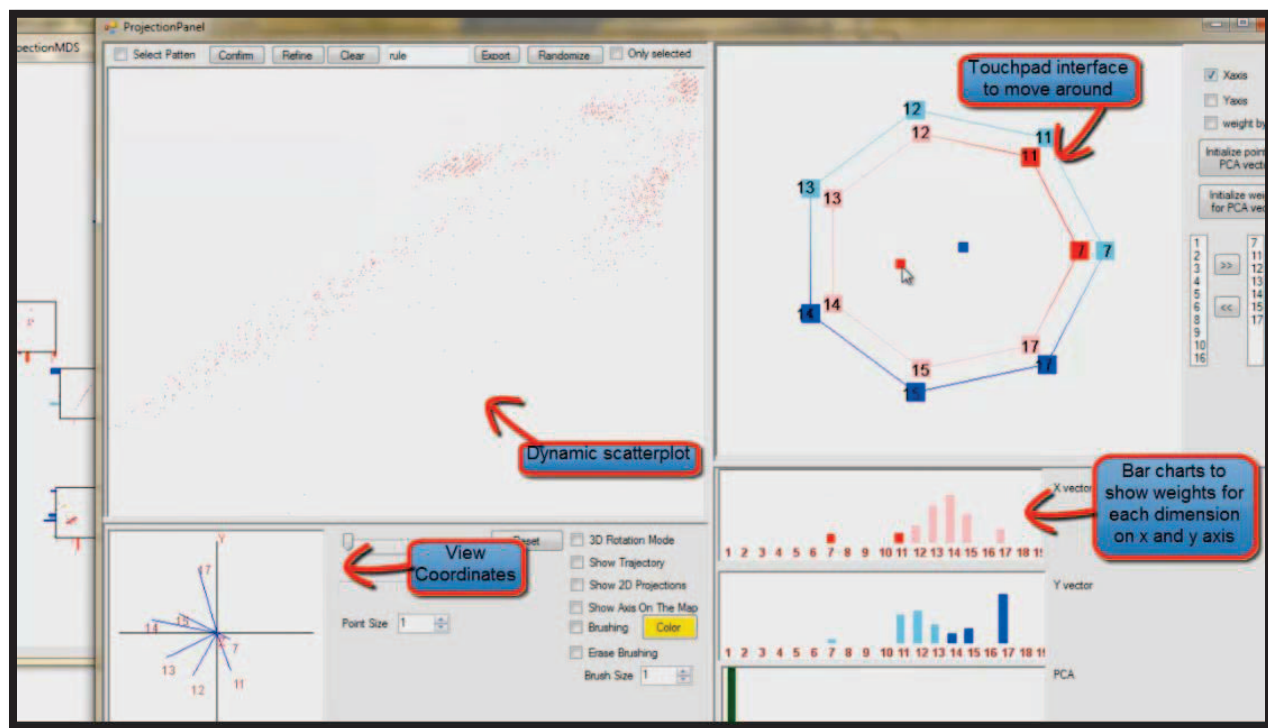 ProjectionPanel
Select Patten
Confirm
Refine
Clear
rule
Export
Randomize
Only selected
Touchpad interface
to move around
12
11
13
7
14
17
15
12
11
13
7
14
17
15
Xaxis
Yaxis
weight by
Initialize
PCA
Initialize
for PCA
1
2
3
4
5
6
8
9
10
16
>>
<<
7
11
12
13
14
15
17
Dynamic scatterplot
Y
17
15
14
7
13
12
11
View
Coordinates
Reset
Point Size 1
3D Rotation Mode
Show Trajectory
Show 2D Projections
Show Axis On The Map
Brushing
Color
Erase Brushing
Brush Size 1
X vector
1 2 3 4 5 6 7 8 9 10 11 12 13 14 15 16 17 18
Bar charts to
show weights for
each dimension
on x and y axis
Y vector
1 2 3 4 5 6 7 8 9 10 11 12 13 14 15 16 17 18
PCA